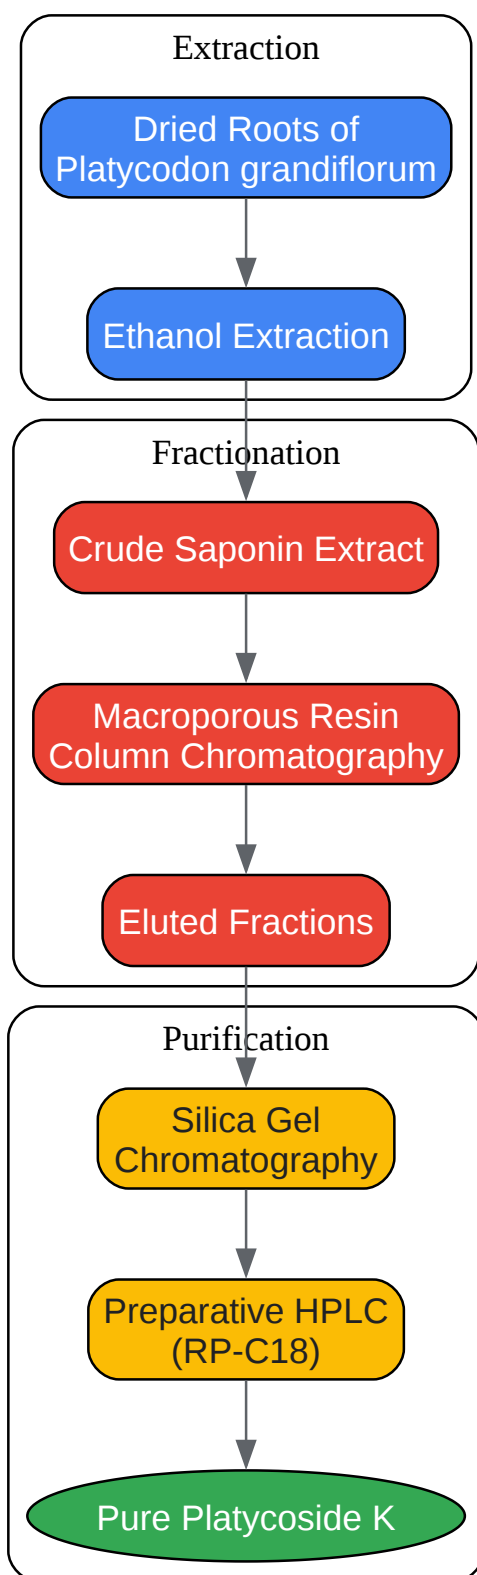 Extraction
Dried Roots of
Platycodon grandiflorum
Ethanol Extraction
Fractionation
Crude Saponin Extract
Macroporous Resin
Column Chromatography
Eluted Fractions
Purification
Silica Gel
Chromatography
Preparative HPLC
(RP-C18)
Pure Platycoside K